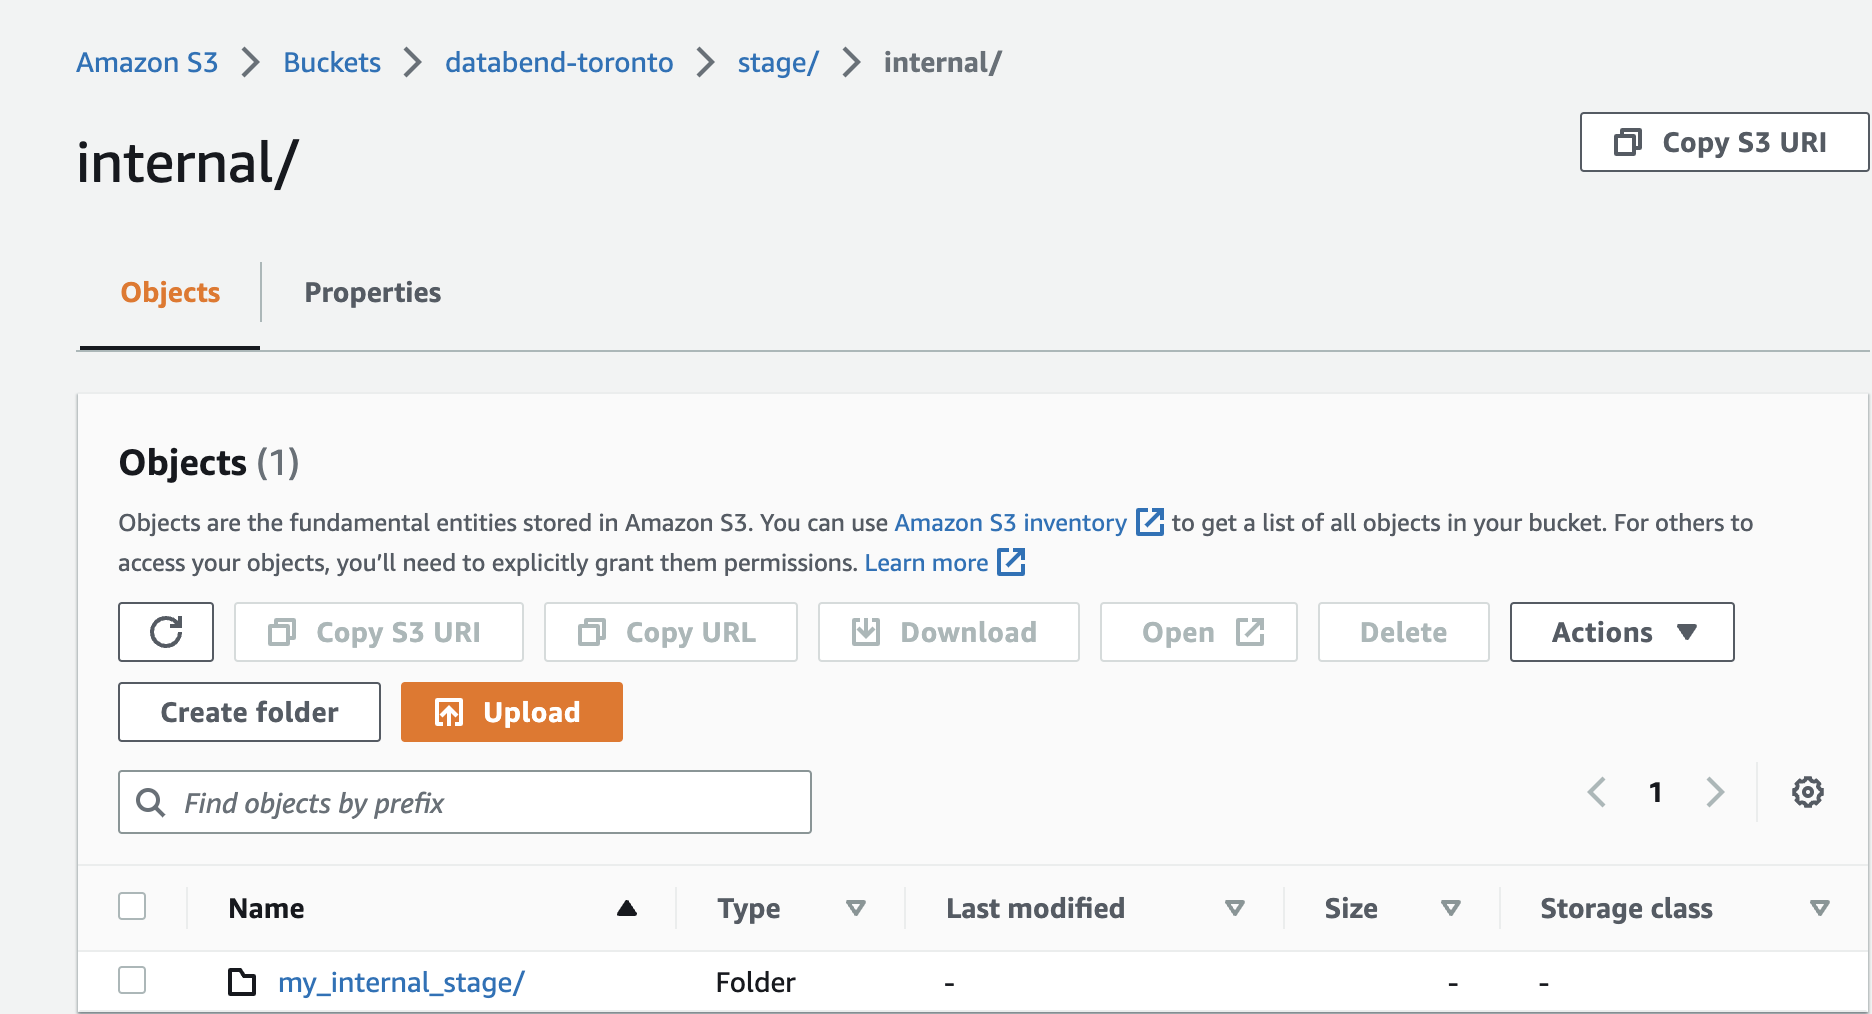 Amazon S3 Buckets databend-toronto stage/ internal/
internal/
Copy S3 URI
Objects Properties
Objects (1)
Objects are the fundamental entities stored in Amazon S3. You can use Amazon S3 inventory to get a list of all objects in your bucket. For others to
access your objects, you’ll need to explicitly grant them permissions. Learn more
Copy S3 URI Copy URL Download Open Delete Actions
Create folder Upload
Find objects by prefix 1
Name Type Last modified Size Storage class
my_internal_stage/ Folder - - -